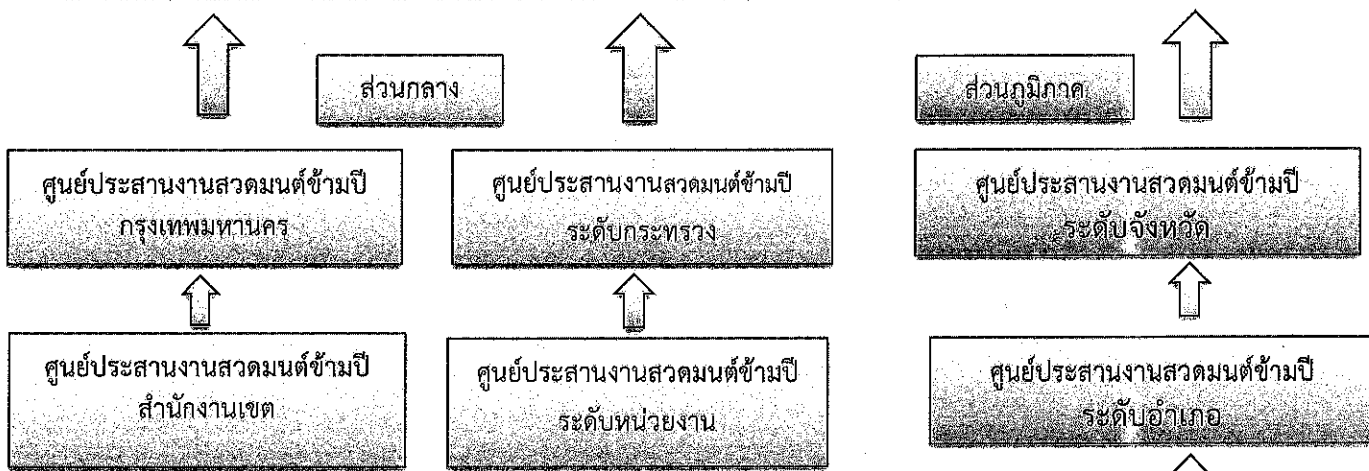 ส่วนกลาง
ส่วนภูมิภาค
ศูนย์ประสานงานสวดมนต์ข้ามปี
กรุงเทพมหานคร
ศูนย์ประสานงานสวดมนต์ข้ามปี
ระดับกระทรวง
ศูนย์ประสานงานสวดมนต์ข้ามปี
ระดับจังหวัด
ศูนย์ประสานงานสวดมนต์ข้ามปี
สำนักงานเขต
ศูนย์ประสานงานสวดมนต์ข้ามปี
ระดับหน่วยงาน
ศูนย์ประสานงานสวดมนต์ข้ามปี
ระดับอำเภอ